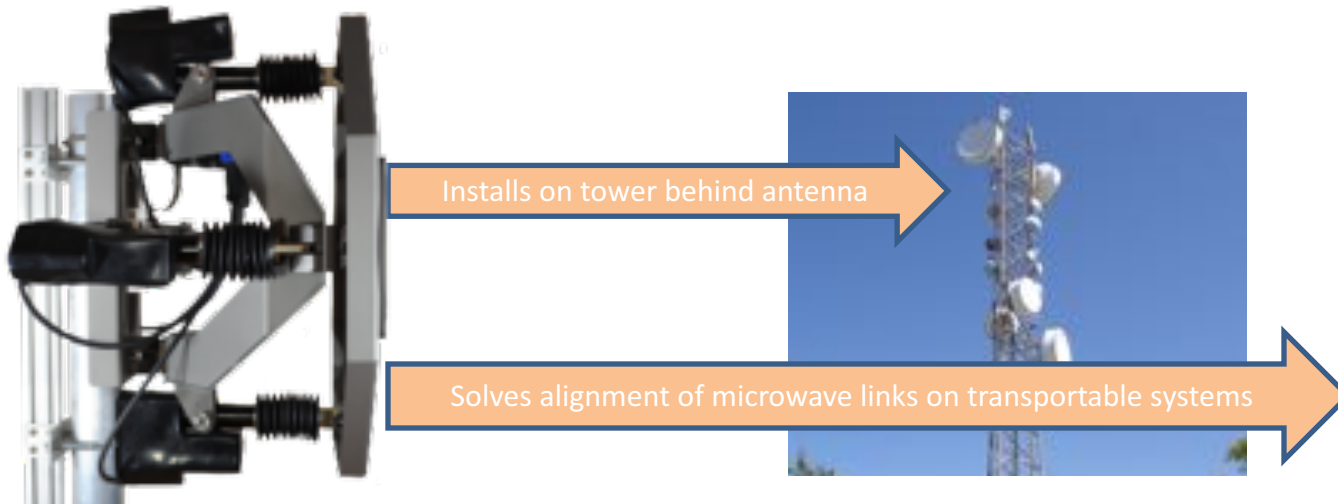 Installs on tower behind antenna
Solves alignment of microwave links on transportable systems